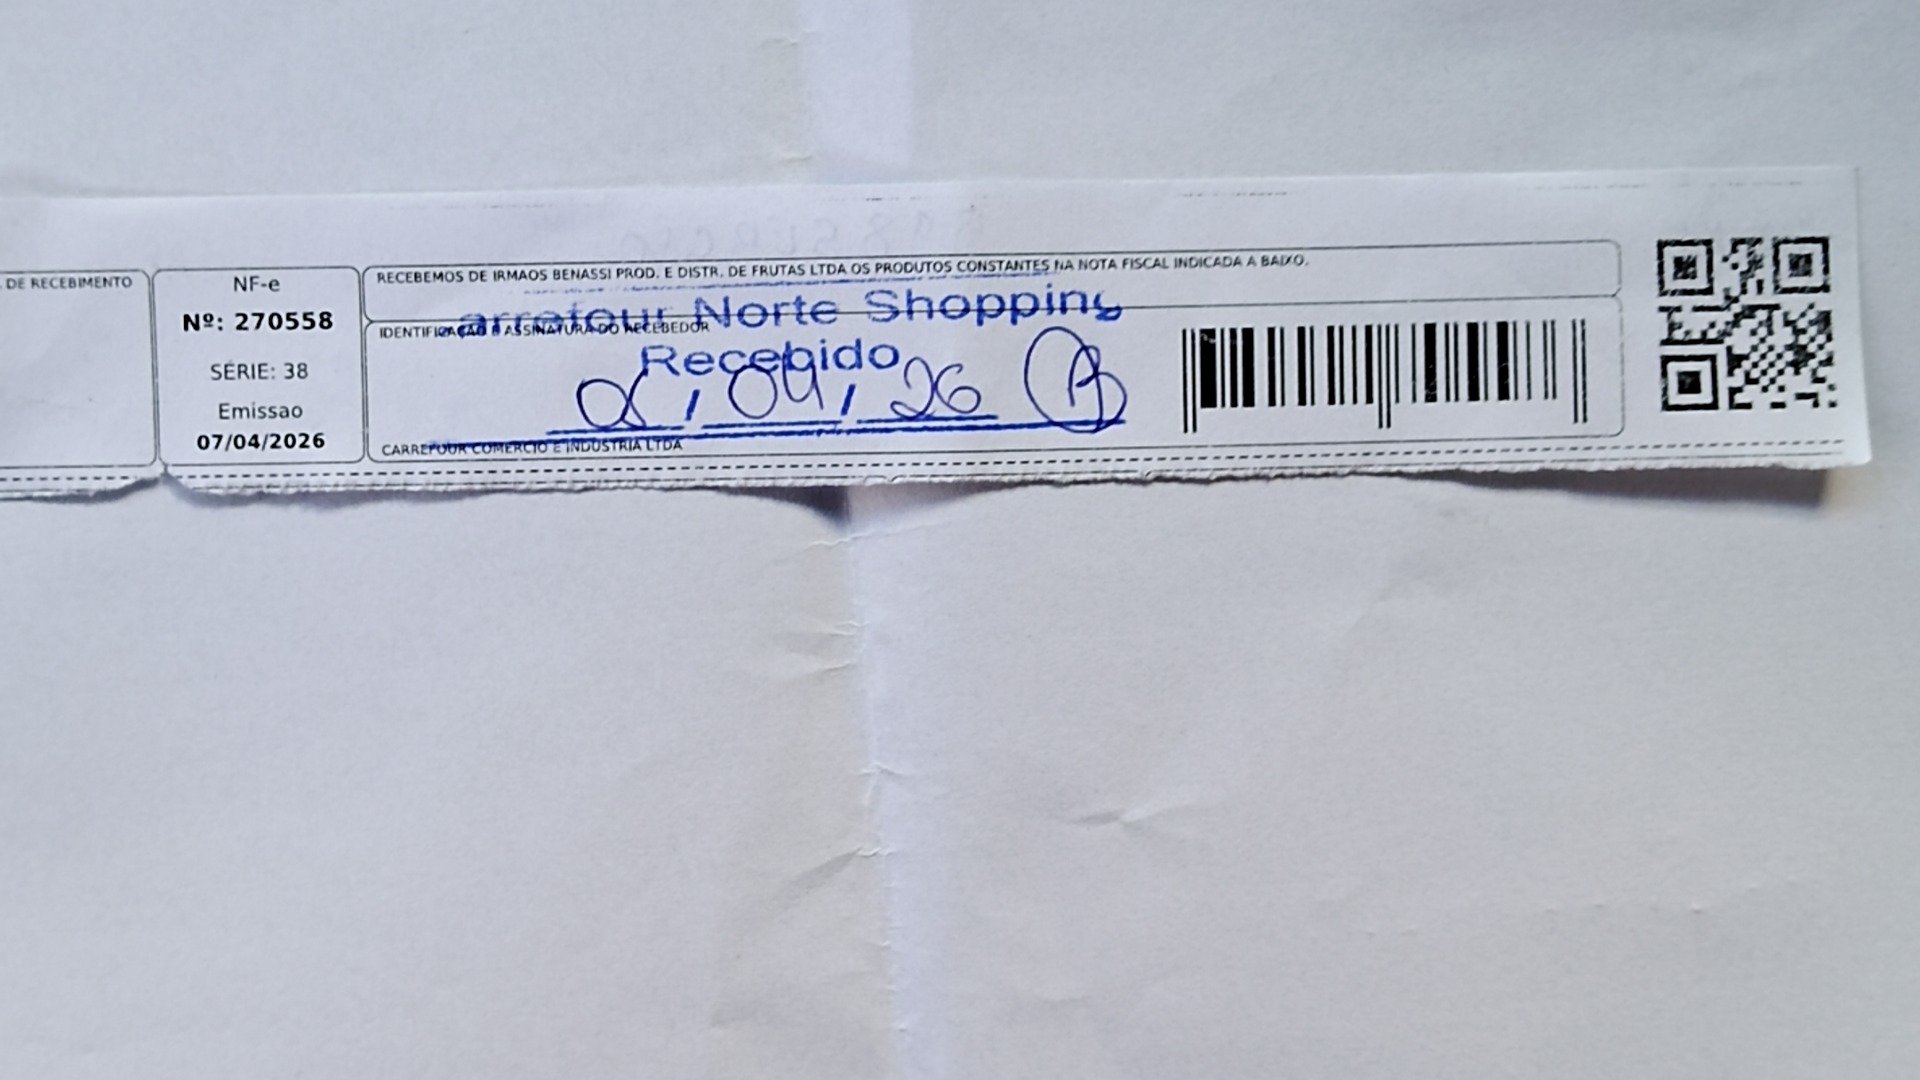 DE RECEBIMENTO
NF-e
Nº: 270558
SÉRIE: 38
Emissao
07/04/2026
RECEBEMOS DE IRMAOS BENASSI PROD. E DISTR. DE FRUTAS LTDA OS PRODUTOS CONSTANTES NA NOTA FISCAL INDICADA A BAIXO.
arrefour Norte Shopping
IDENTIFICAÇÃO E ASSINATURA DO RECEBEDOR
Recebido
/ 04 / 26
CARREFOUR COMERCIO E INDUSTRIA LTDA